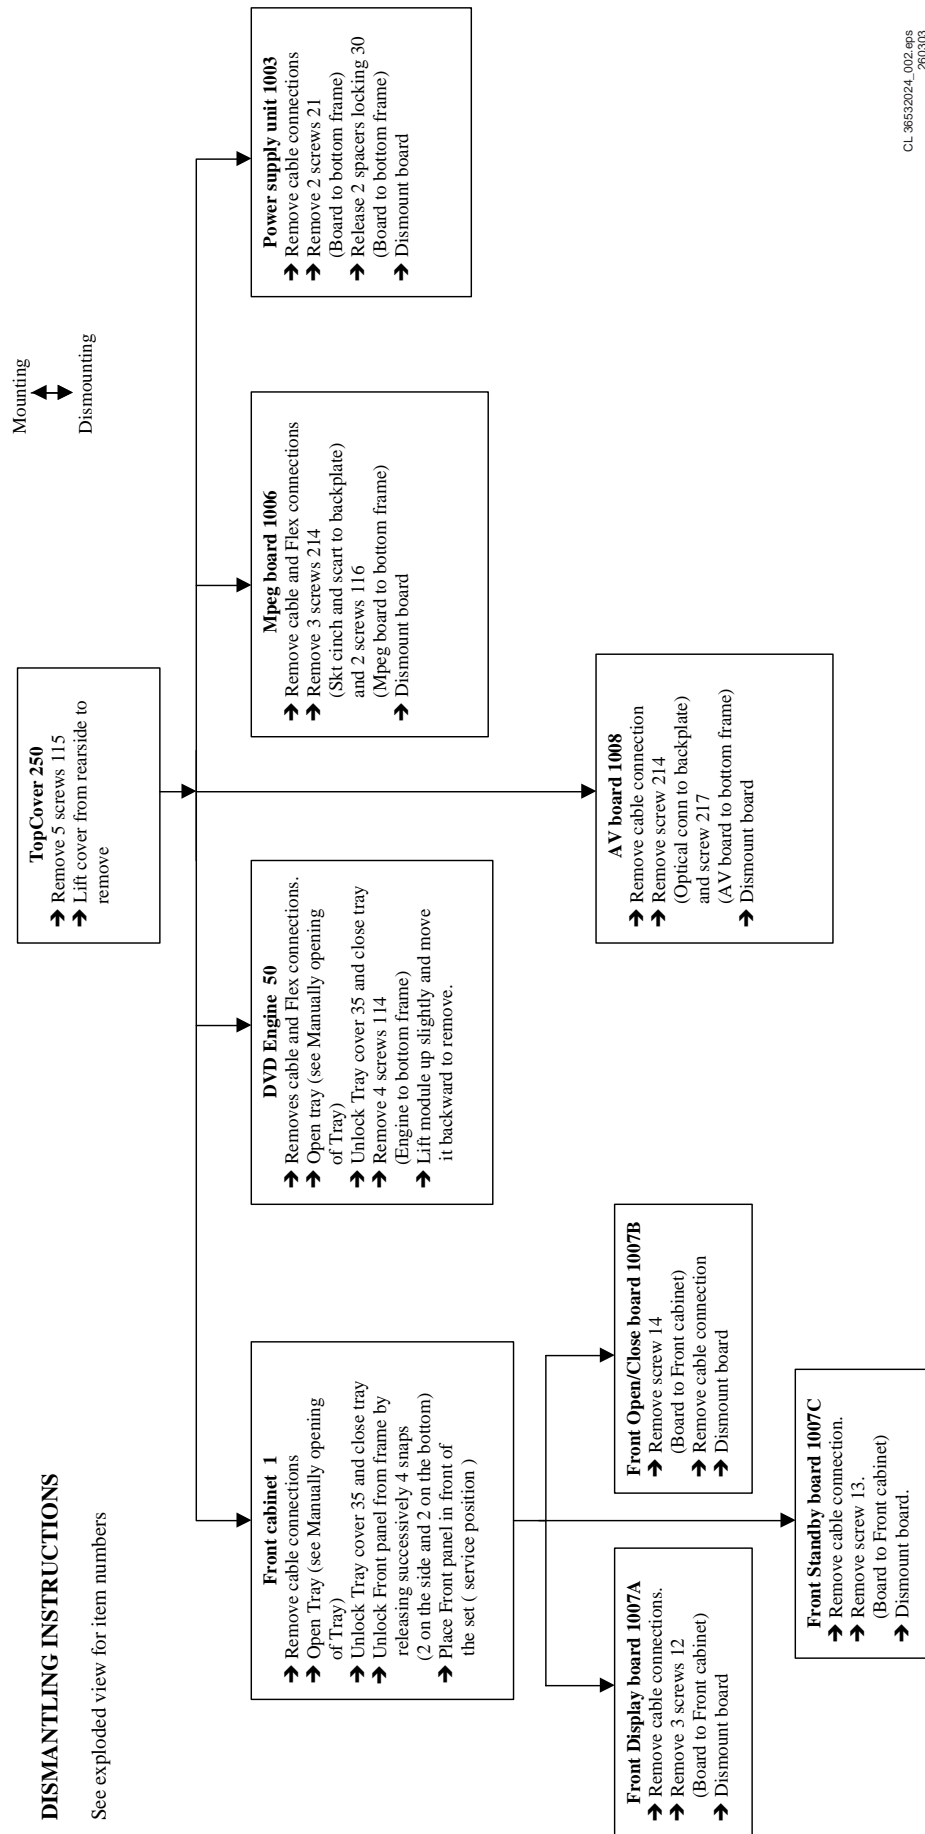 DISMANTLING INSTRUCTIONS
See exploded view for item numbers
Mounting
Dismounting
TopCover 250
➔ Remove 5 screws 115
➔ Lift cover from rearside to
remove
Front cabinet 1
➔ Remove cable connections
➔ Open Tray (see Manually opening
of Tray)
➔ Unlock Tray cover 35 and close tray
➔ Unlock Front panel from frame by
releasing successively 4 snaps
(2 on the side and 2 on the bottom)
➔ Place Front panel in front of
the set ( service position )
DVD Engine 50
➔ Removes cable and Flex connections.
➔ Open tray (see Manually opening
of Tray)
➔ Unlock Tray cover 35 and close tray
➔ Remove 4 screws 114
(Engine to bottom frame)
➔ Lift module up slightly and move
it backward to remove.
Mpeg board 1006
➔ Remove cable and Flex connections
➔ Remove 3 screws 214
(Skt cinch and scart to backplate)
and 2 screws 116
(Mpeg board to bottom frame)
➔ Dismount board
Power supply unit 1003
➔ Remove cable connections
➔ Remove 2 screws 21
(Board to bottom frame)
➔ Release 2 spacers locking 30
(Board to bottom frame)
➔ Dismount board
Front Display board 1007A
➔ Remove cable connections.
➔ Remove 3 screws 12
(Board to Front cabinet)
➔ Dismount board
Front Open/Close board 1007B
➔ Remove screw 14
(Board to Front cabinet)
➔ Remove cable connection
➔ Dismount board
AV board 1008
➔ Remove cable connection
➔ Remove screw 214
(Optical conn to backplate)
and screw 217
(AV board to bottom frame)
➔ Dismount board
Front Standby board 1007C
➔ Remove cable connection.
➔ Remove screw 13.
(Board to Front cabinet)
➔ Dismount board.
CL 36532024_002.eps
260303